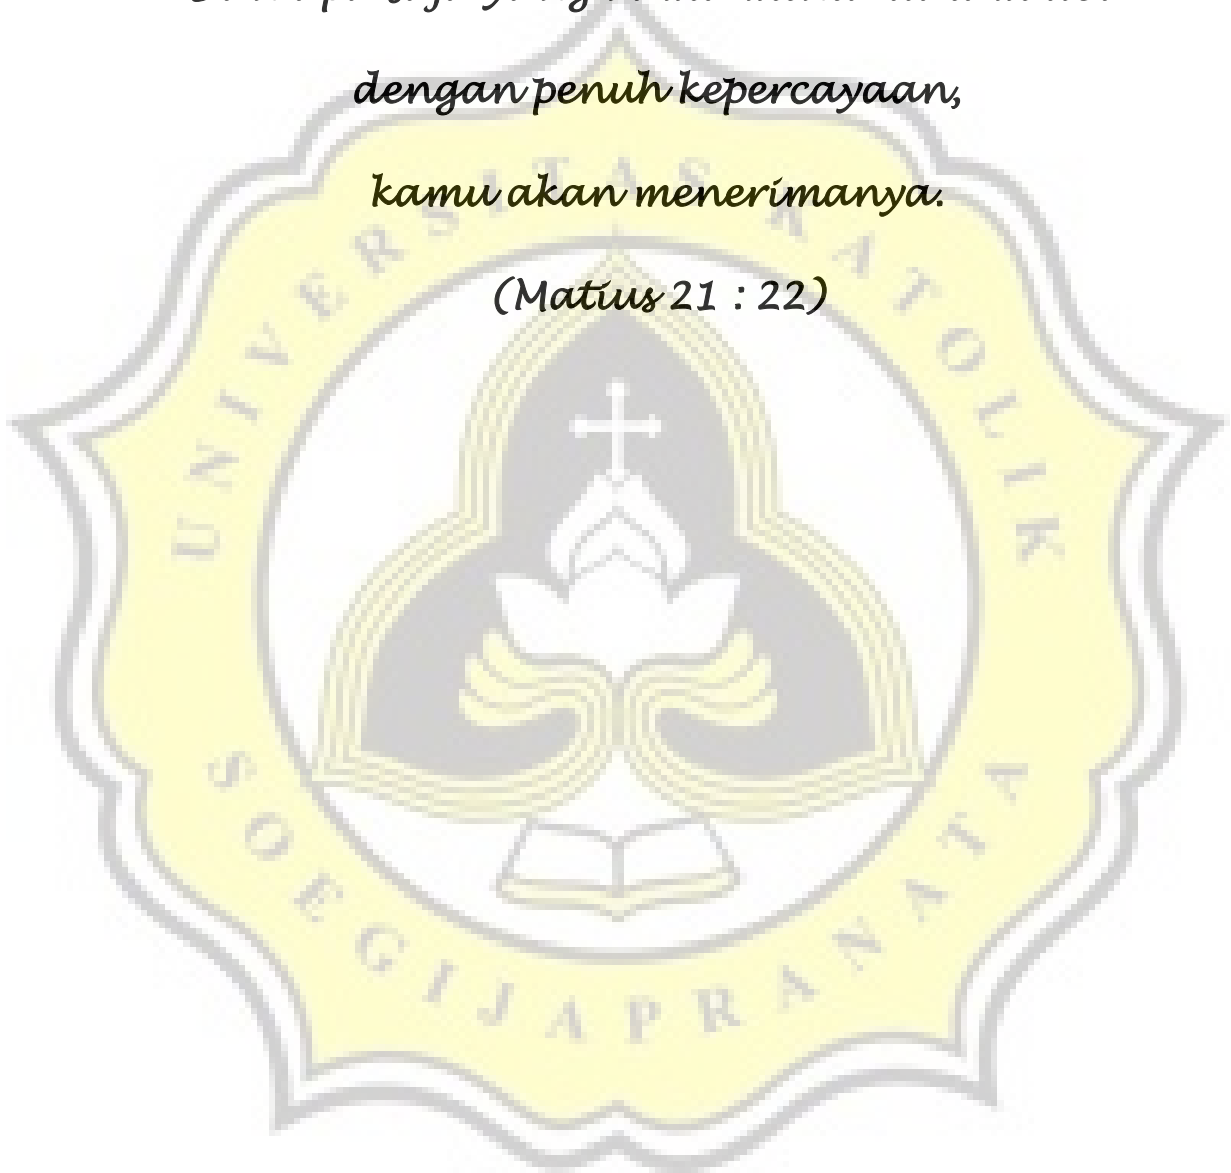 dengan penuh kepercayaan,
kamu akan menerimanya.
(Matius 21 : 22)
UNIVERSITAS KATOLIK
SOEGIJAPRANATA